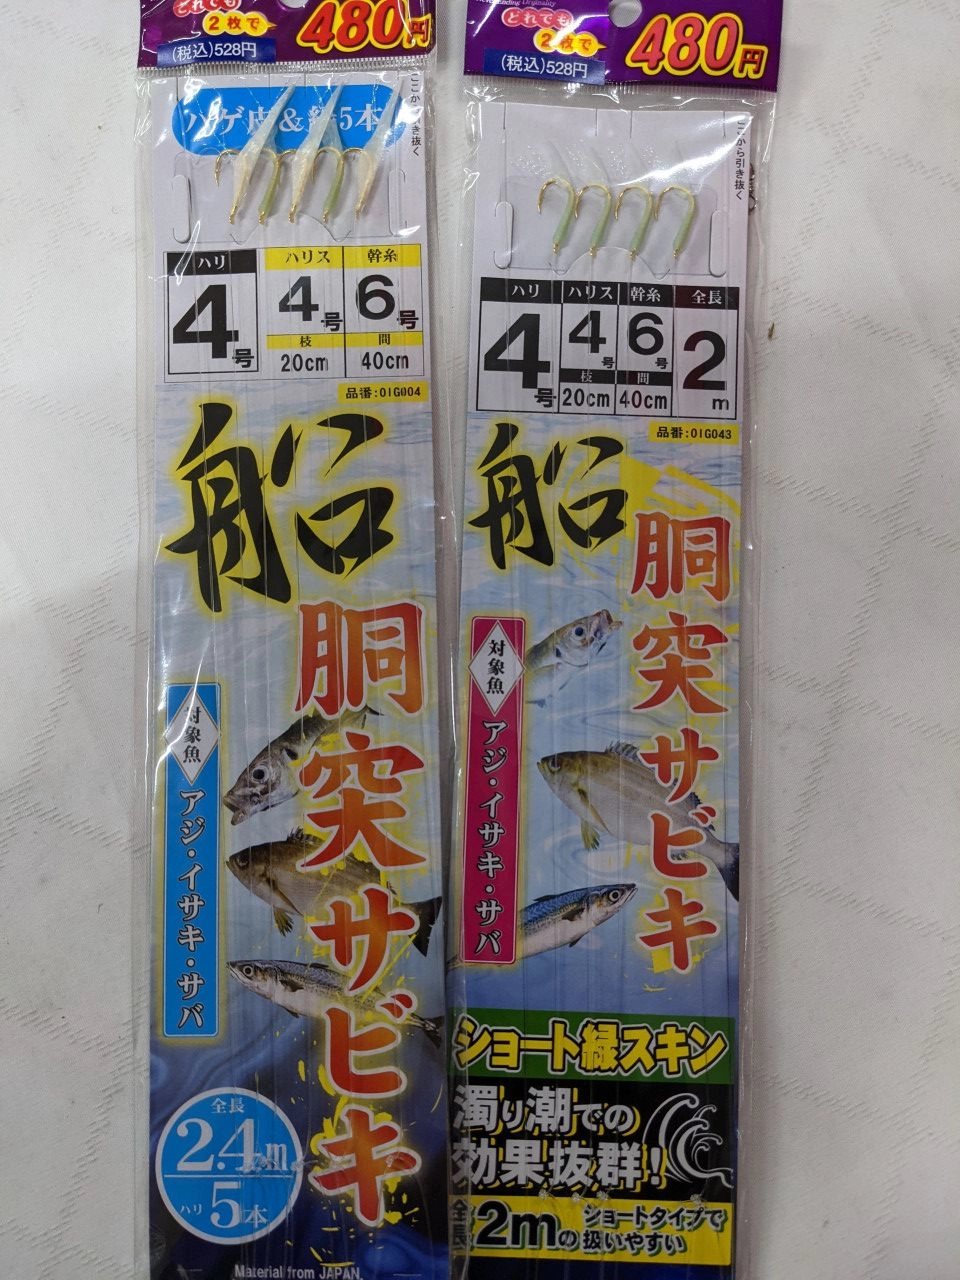 どれでも
2枚で
480円
(税込)528円
ここから引き抜く
ハゲ皮&緑5本
ハリ
4号
ハリス
4号
枝
20cm
幹糸
6号
間
40cm
品番:OIG004
船
胴突サビキ
対象魚
アジ・イサキ・サバ
全長
2.4m
ハリ5本
Material from JAPAN.
どれでも
2枚で
480円
(税込)528円
ここから引き抜く
ハリ
4号
ハリス
4号
枝
20cm
幹糸
6号
間
40cm
全長
2m
品番:OIG043
船
胴突サビキ
対象魚
アジ・イサキ・サバ
ショート緑スキン
濁り潮での
効果抜群!
全長2mの
ショートタイプで
扱いやすい